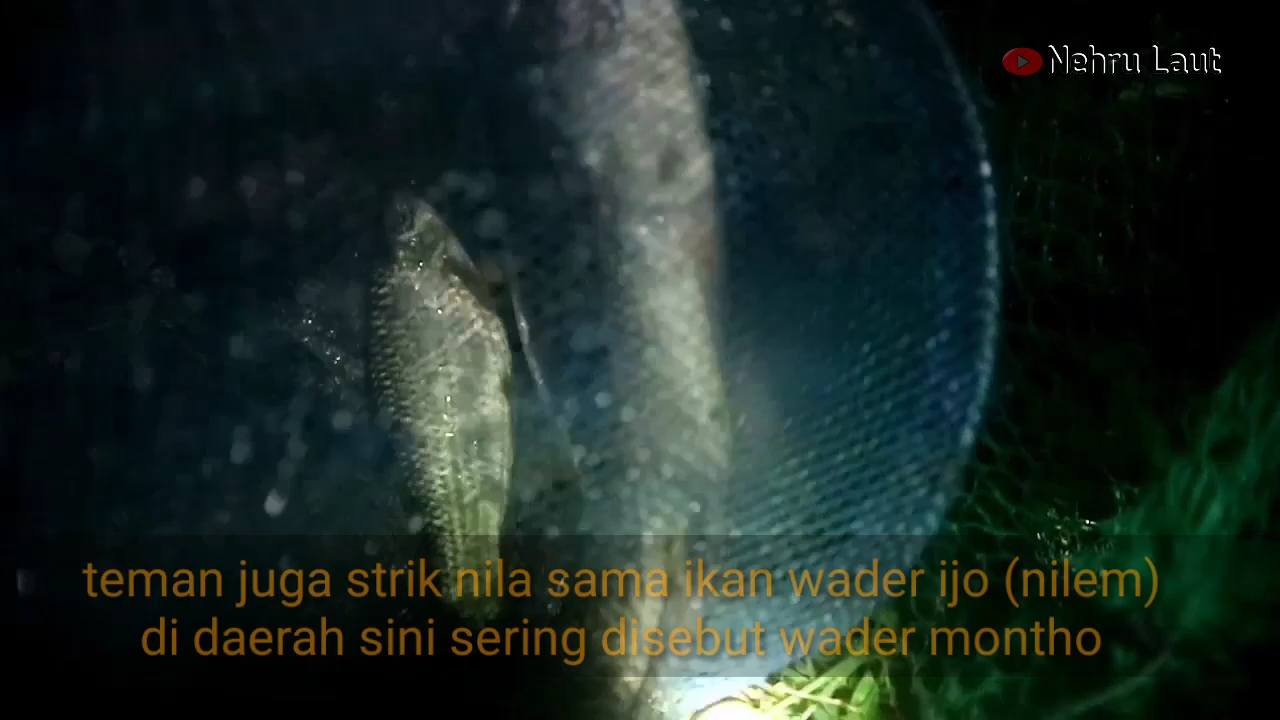 Nehru Laut
teman juga strik nila sama ikan wader ijo (nilem)
di daerah sini sering disebut wader montho